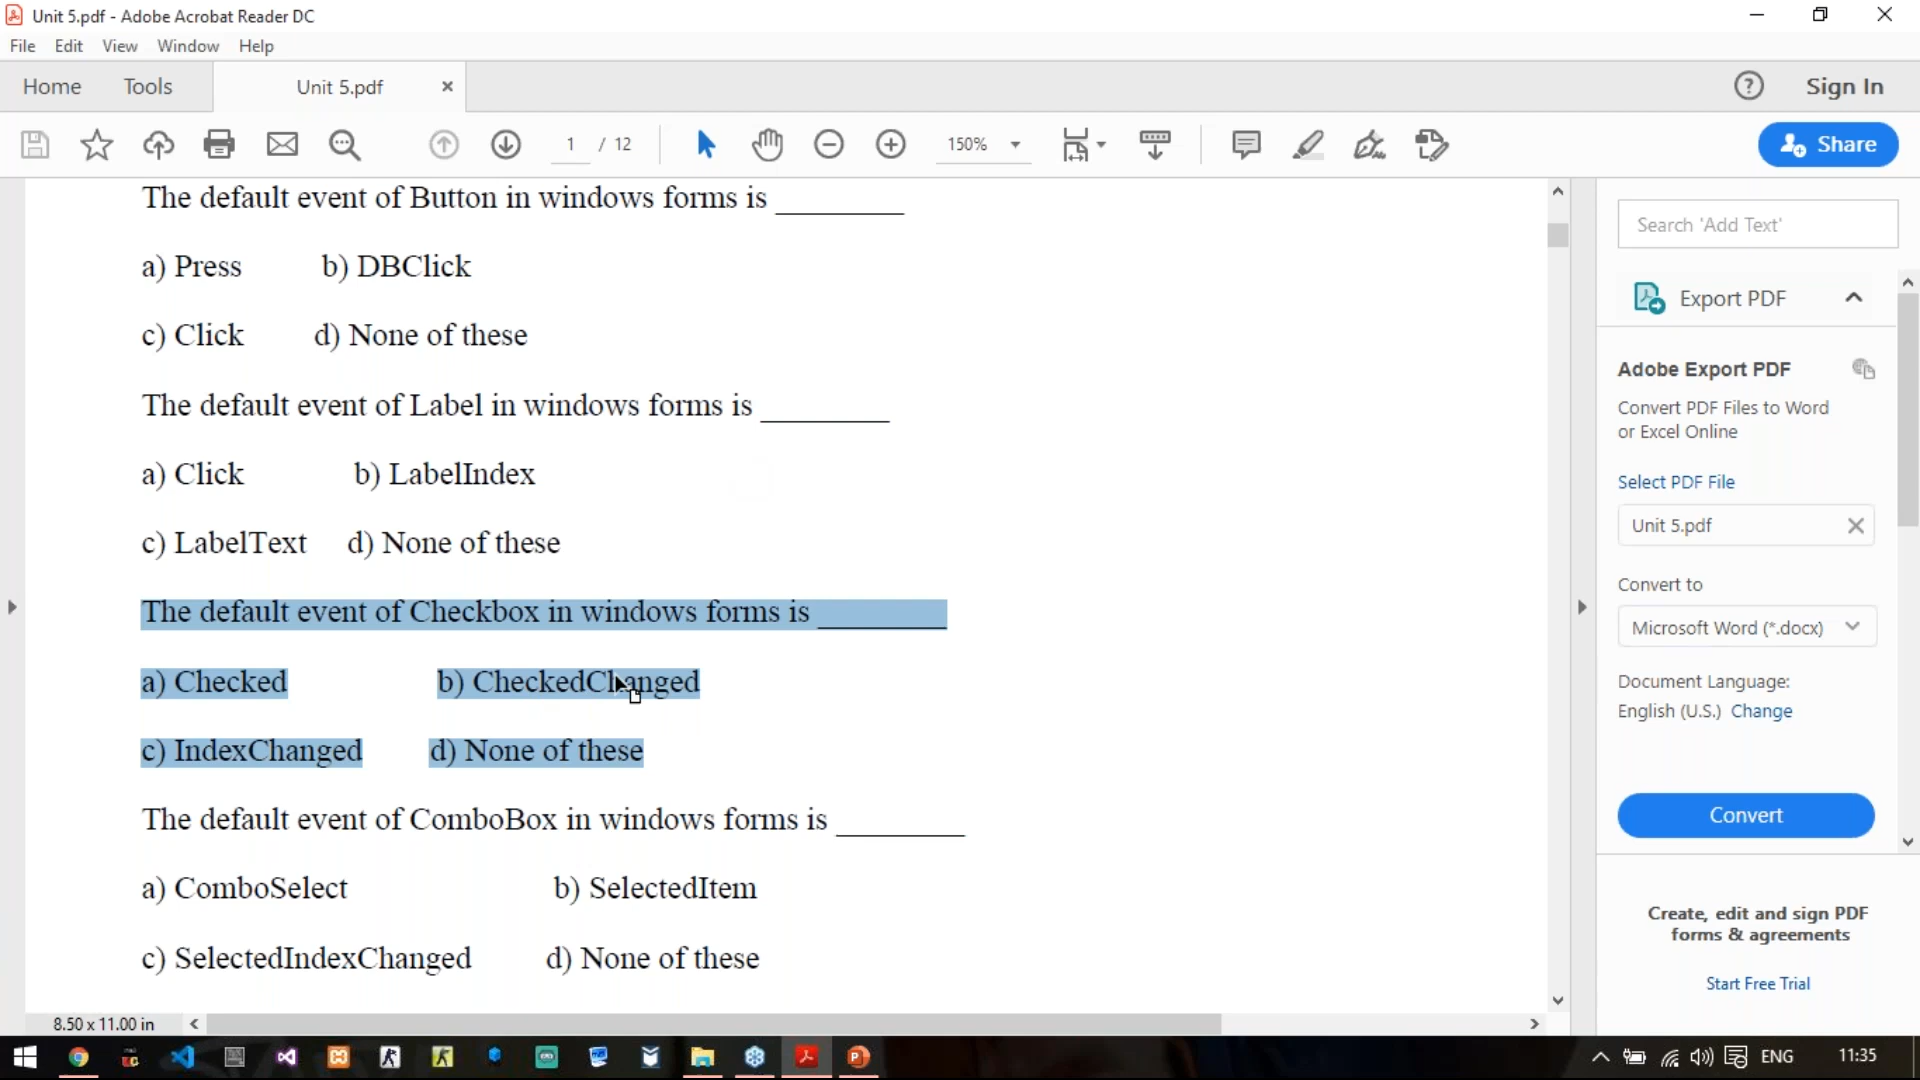 Unit 5.pdf - Adobe Acrobat Reader DC
File Edit View Window Help
Home Tools Unit 5.pdf Sign In
1 / 12 150% Share
The default event of Button in windows forms is ________
a) Press b) DBClick
c) Click d) None of these
The default event of Label in windows forms is ________
a) Click b) LabelIndex
c) LabelText d) None of these
The default event of Checkbox in windows forms is ________
a) Checked b) CheckedChanged
c) IndexChanged d) None of these
The default event of ComboBox in windows forms is ________
a) ComboSelect b) SelectedItem
c) SelectedIndexChanged d) None of these
8.50 x 11.00 in
Search 'Add Text'
Export PDF
Adobe Export PDF
Convert PDF Files to Word
or Excel Online
Select PDF File
Unit 5.pdf
Convert to
Microsoft Word (*.docx)
Document Language:
English (U.S.) Change
Convert
Create, edit and sign PDF
forms & agreements
Start Free Trial
ENG 11:35